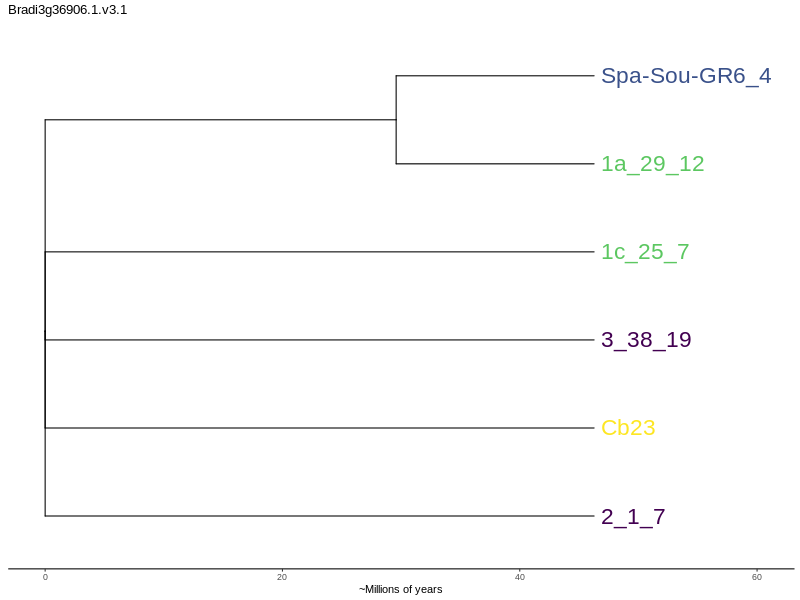 Bradi3g36906.1.v3.1
Spa-Sou-GR6_4
1a_29_12
1c_25_7
3_38_19
Cb23
2_1_7
0 20 40 60
~Millions of years